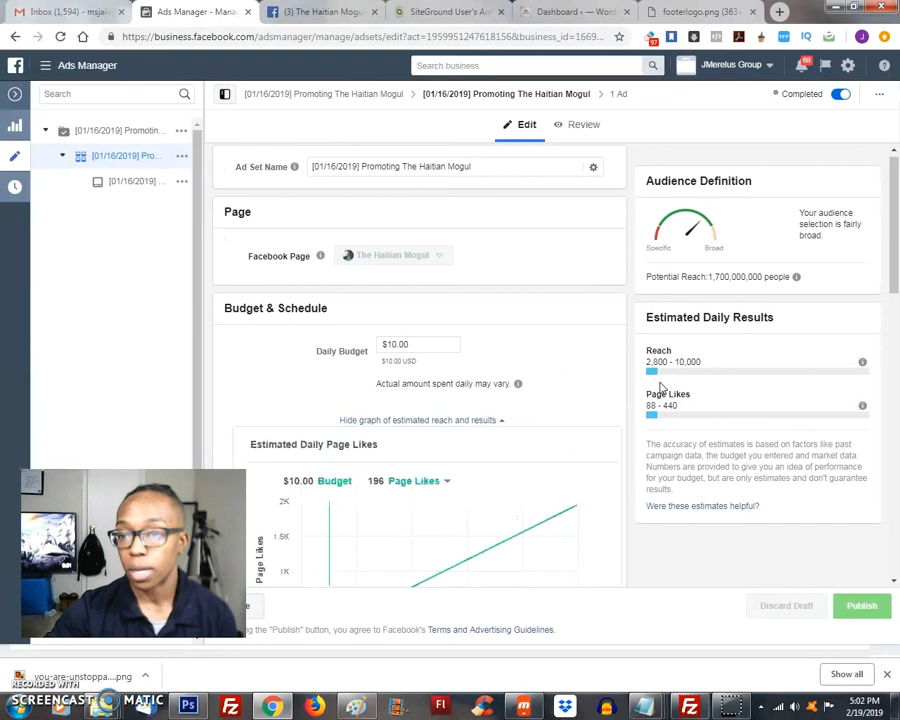 Inbox (1,594) - msjain
Ads Manager - Manag
(3) The Haitian Mogul
SiteGround User's Are
Dashboard ‹ — Word
footerlogo.png (363×
https://business.facebook.com/adsmanager/manage/adsets/edit?act=1959951247618156&business_id=1669...
Ads Manager
Search business
JMerelus Group
68
Search
[01/16/2019] Promoting The Haitian Mogul
[01/16/2019] Promoting The Haitian Mogul
1 Ad
Completed
[01/16/2019] Promotin...
[01/16/2019] Pro...
[01/16/2019] ...
Edit
Review
Ad Set Name
[01/16/2019] Promoting The Haitian Mogul
Page
Facebook Page
The Haitian Mogul
Budget & Schedule
Daily Budget
$10.00
$10.00 USD
Actual amount spent daily may vary.
Hide graph of estimated reach and results
Estimated Daily Page Likes
$10.00 Budget 196 Page Likes
2K
1.5K
1K
Page Likes
Audience Definition
Your audience
selection is fairly
broad.
Specific
Broad
Potential Reach:1,700,000,000 people
Estimated Daily Results
Reach
2,800 - 10,000
Page Likes
88 - 440
The accuracy of estimates is based on factors like past
campaign data, the budget you entered and market data.
Numbers are provided to give you an idea of performance
for your budget, but are only estimates and don't guarantee
results.
Were these estimates helpful?
Discard Draft
Publish
the "Publish" button, you agree to Facebook's Terms and Advertising Guidelines.
you-are-unstoppa....png
Show all
RECORDED WITH
SCREENCAST MATIC
5:02 PM
2/19/2019